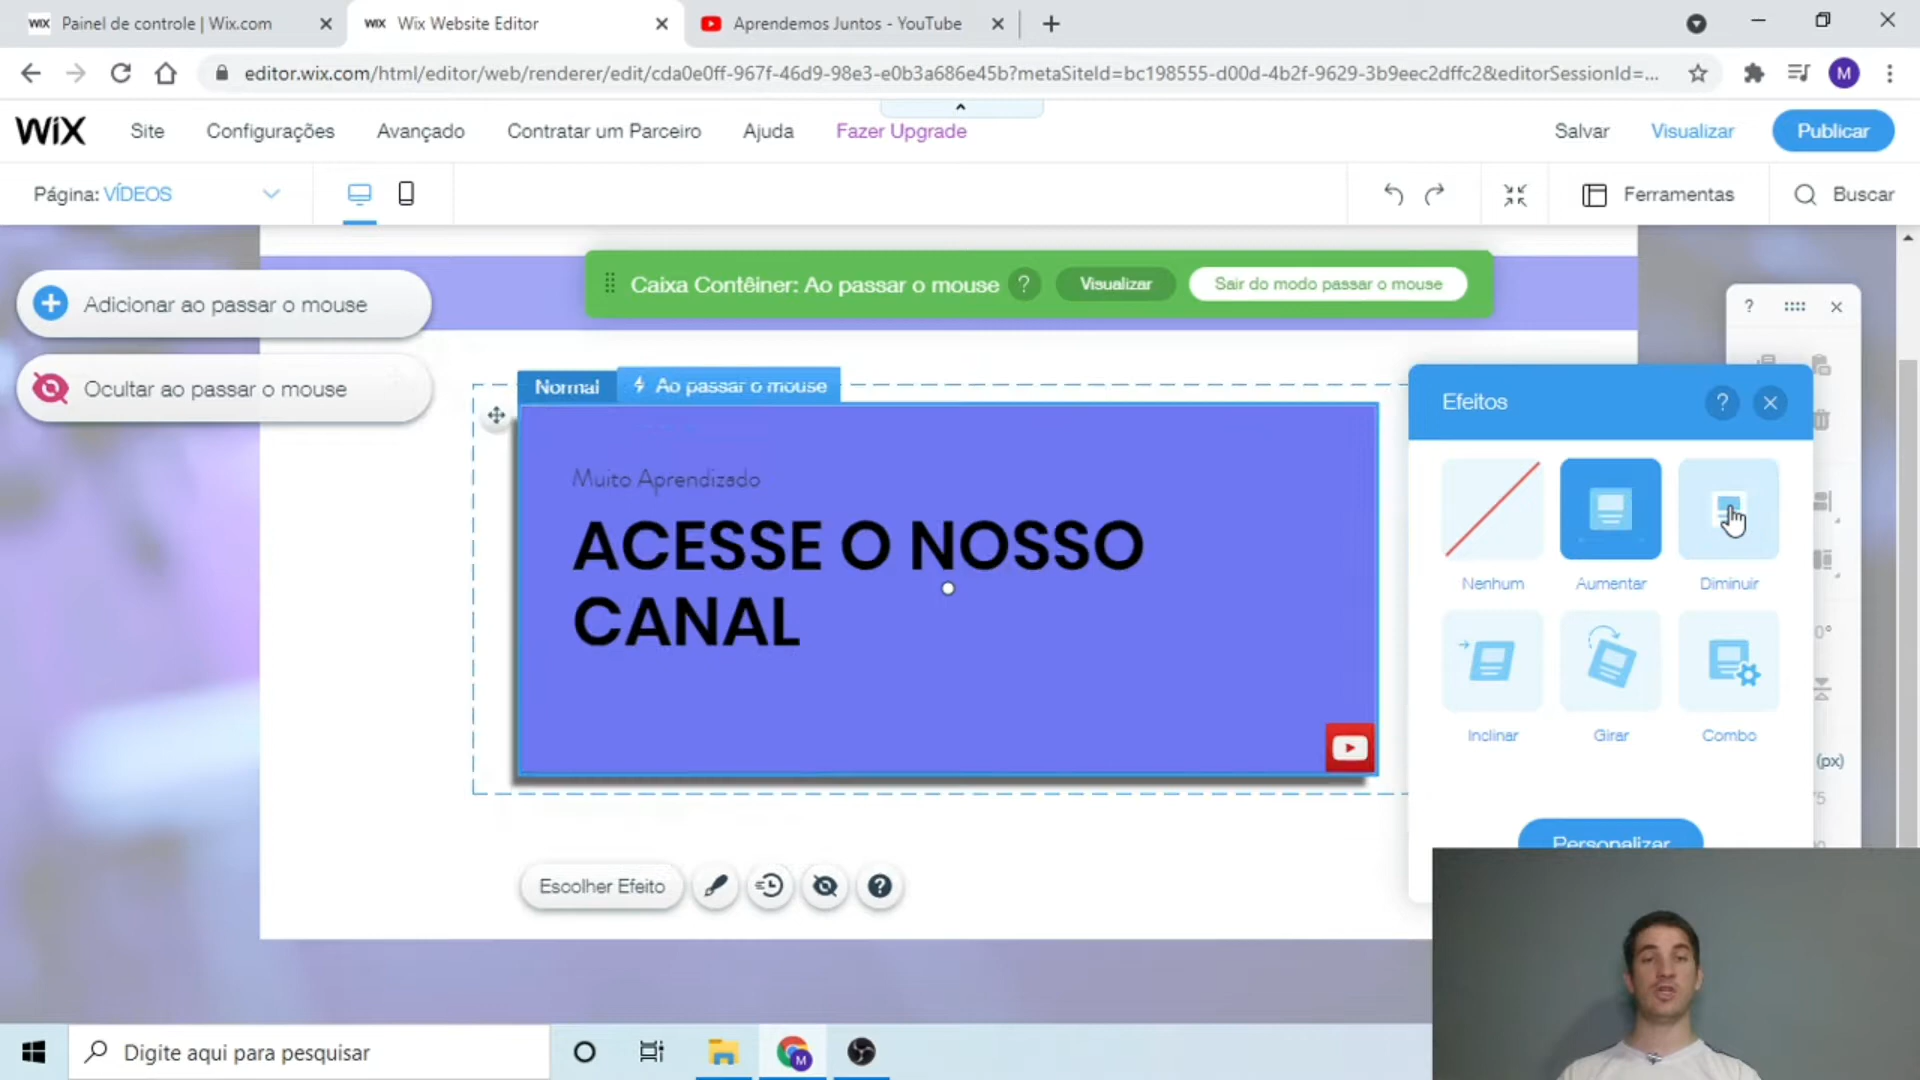 Painel de controle | Wix.com
Wix Website Editor
Aprendemos Juntos - YouTube
editor.wix.com/html/editor/web/renderer/edit/cda0e0ff-967f-46d9-98e3-e0b3a686e45b?metaSiteId=bc198555-d00d-4b2f-9629-3b9eec2dffc2&editorSessionId=...
M
WiX
Site
Configurações
Avançado
Contratar um Parceiro
Ajuda
Fazer Upgrade
Salvar
Visualizar
Publicar
Página: VÍDEOS
Ferramentas
Buscar
Caixa Contêiner: Ao passar o mouse
?
Visualizar
Sair do modo passar o mouse
Adicionar ao passar o mouse
Ocultar ao passar o mouse
Normal
Ao passar o mouse
Muito Aprendizado
ACESSE O NOSSO
CANAL
Escolher Efeito
?
?
Efeitos
?
Nenhum
Aumentar
Diminuir
Inclinar
Girar
Combo
(px)
Personalizar
Digite aqui para pesquisar
M